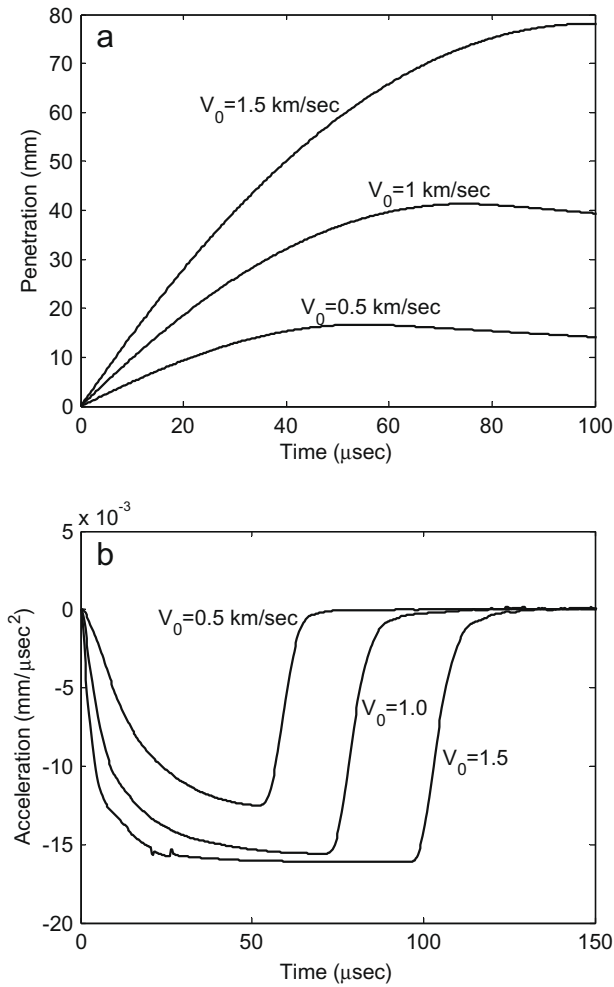 a
80
70
60
50
40
30
20
10
0
Penetration (mm)
V₀=1.5 km/sec
V₀=1 km/sec
V₀=0.5 km/sec
0 20 40 60 80 100
Time (μsec)
x 10⁻³
b
5
0
-5
-10
-15
-20
Acceleration (mm/μsec²)
V₀=0.5 km/sec
V₀=1.0
V₀=1.5
0 50 100 150
Time (μsec)